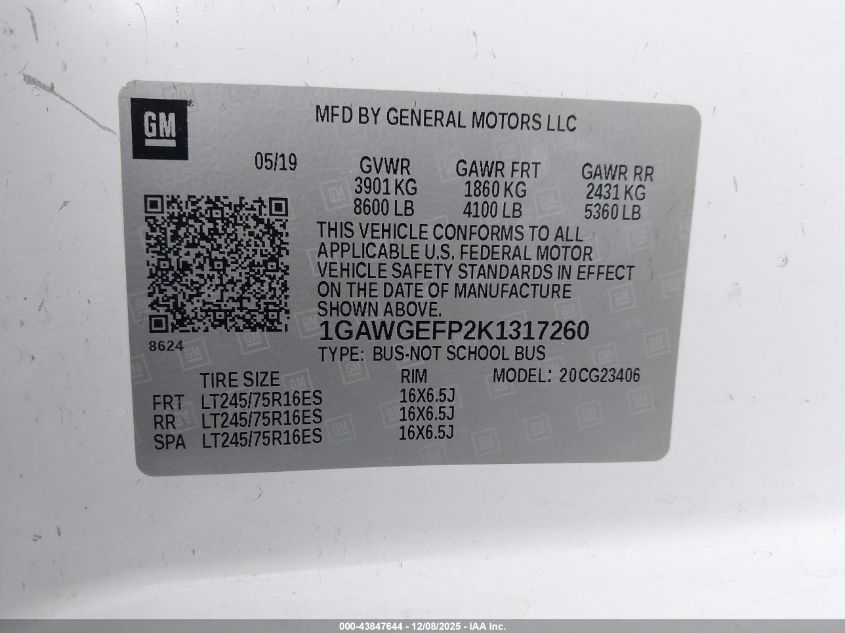 GM
MFD BY GENERAL MOTORS LLC
05/19 GVWR GAWR FRT GAWR RR
3901 KG 1860 KG 2431 KG
8600 LB 4100 LB 5360 LB
THIS VEHICLE CONFORMS TO ALL
APPLICABLE U.S. FEDERAL MOTOR
VEHICLE SAFETY STANDARDS IN EFFECT
ON THE DATE OF MANUFACTURE
SHOWN ABOVE.
8624
1GAWGEFP2K1317260
TYPE: BUS-NOT SCHOOL BUS
TIRE SIZE RIM MODEL: 20CG23406
FRT LT245/75R16ES 16X6.5J
RR LT245/75R16ES 16X6.5J
SPA LT245/75R16ES 16X6.5J
000-43847644 - 12/08/2025 - IAA Inc.